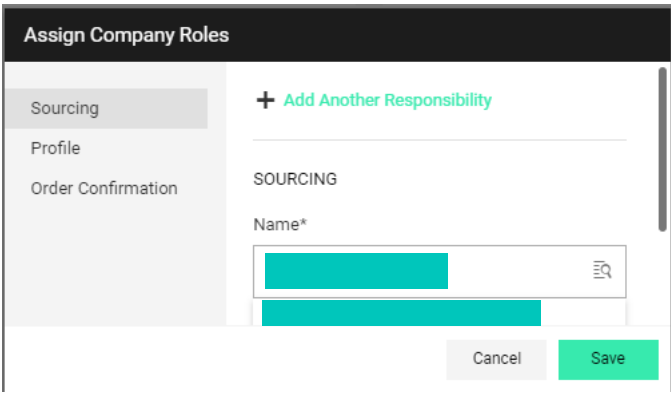 Assign Company Roles
Sourcing
Profile
Order Confirmation
Add Another Responsibility
SOURCING
Name*
Cancel
Save